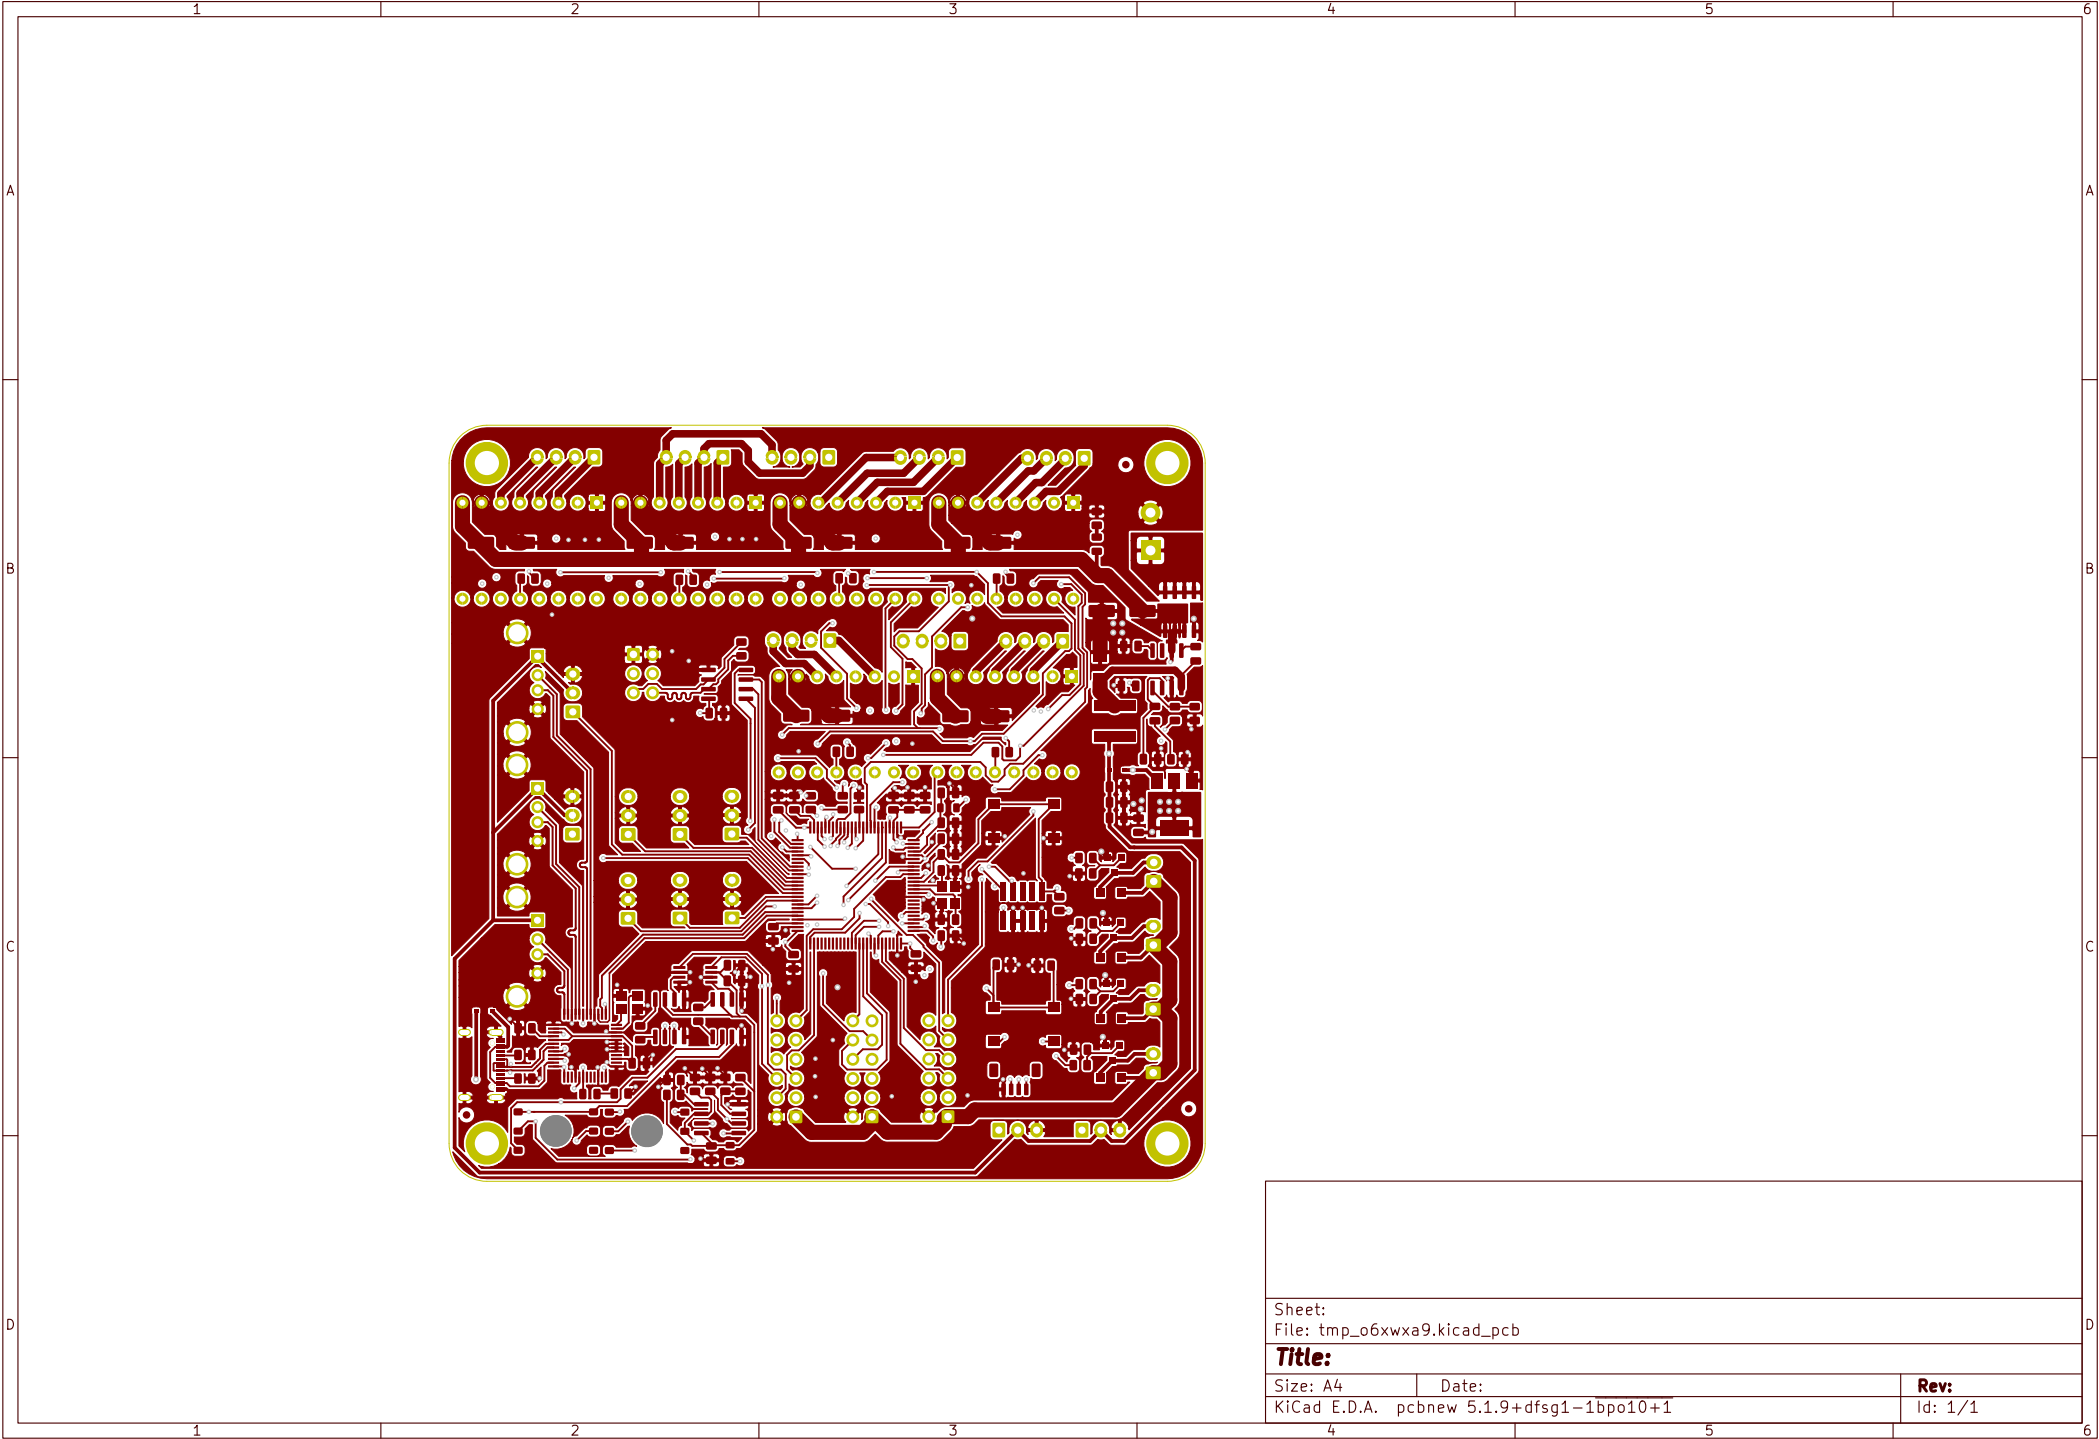 1 2 3 4 5 6
A A
B B
C C
D D
Sheet:
File: tmp_o6xwxa9.kicad_pcb
Title:
Size: A4 Date: Rev:
KiCad E.D.A. pcbnew 5.1.9+dfsg1-1bpo10+1 Id: 1/1
1 2 3 4 5 6